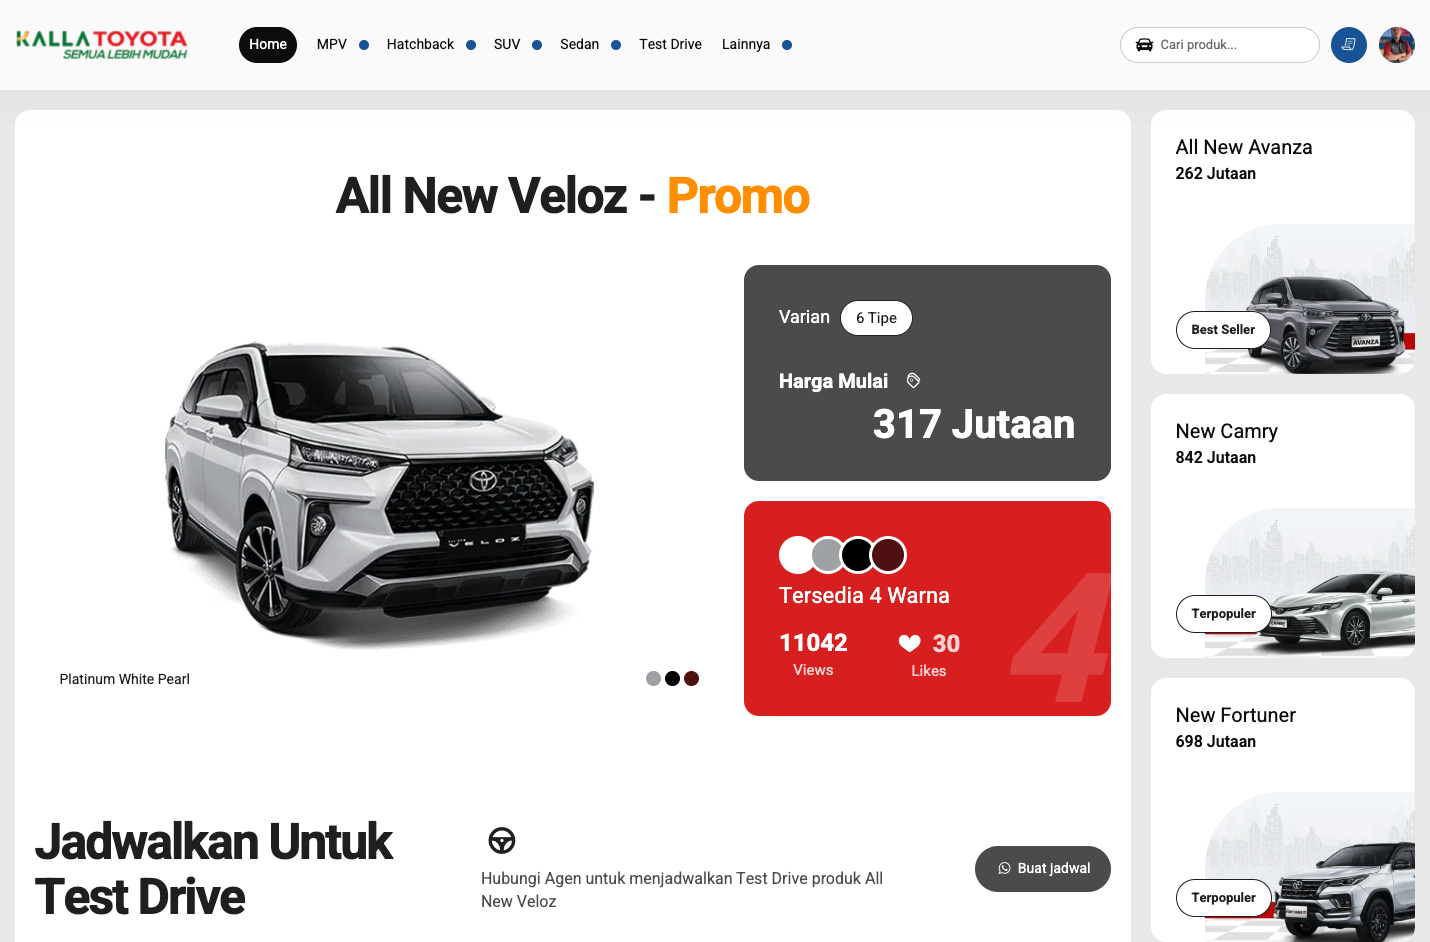 KALLA TOYOTA
SEMUA LEBIH MUDAH
Home
MPV
Hatchback
SUV
Sedan
Test Drive
Lainnya
Cari produk...
All New Veloz - Promo
Varian 6 Tipe
Harga Mulai
317 Jutaan
VELOZ
Platinum White Pearl
Tersedia 4 Warna
11042
Views
30
Likes
4
Jadwalkan Untuk
Test Drive
Hubungi Agen untuk menjadwalkan Test Drive produk All
New Veloz
Buat jadwal
All New Avanza
262 Jutaan
Best Seller
AVANZA
New Camry
842 Jutaan
Terpopuler
CAMRY
New Fortuner
698 Jutaan
Terpopuler